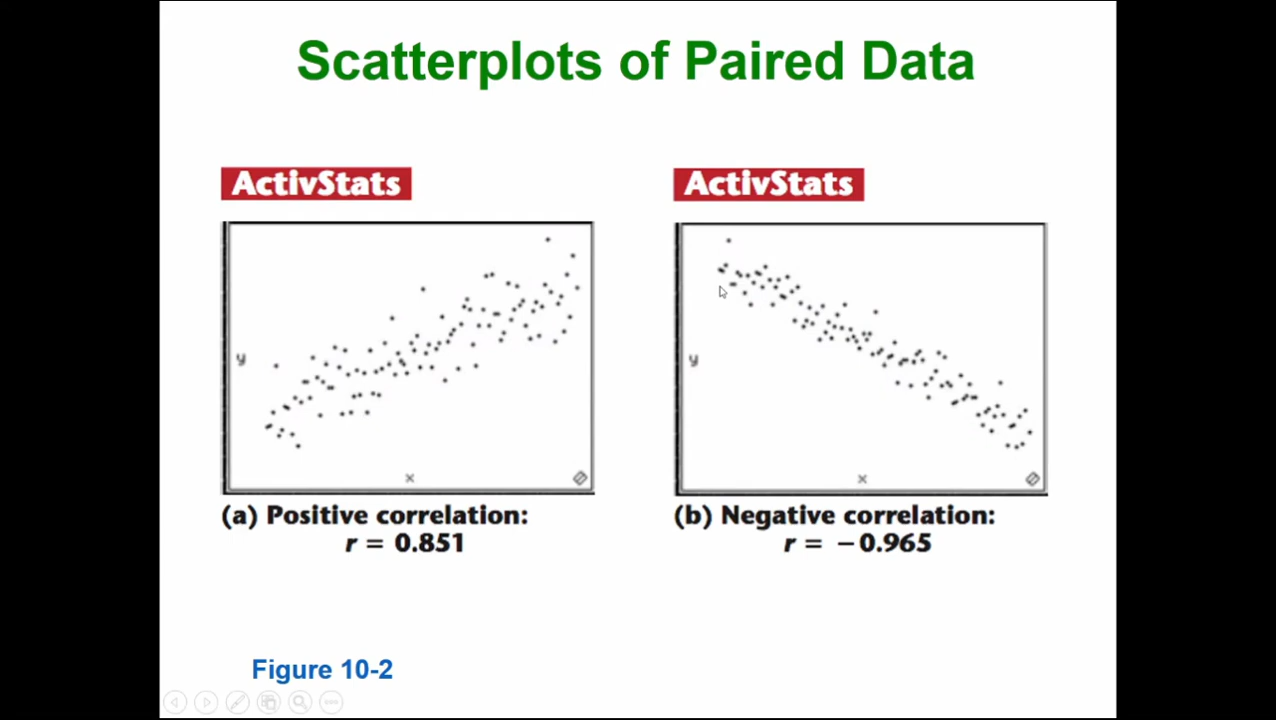 Scatterplots of Paired Data
ActivStats
ActivStats
y
x
y
x
(a) Positive correlation:
r = 0.851
(b) Negative correlation:
r = −0.965
Figure 10-2